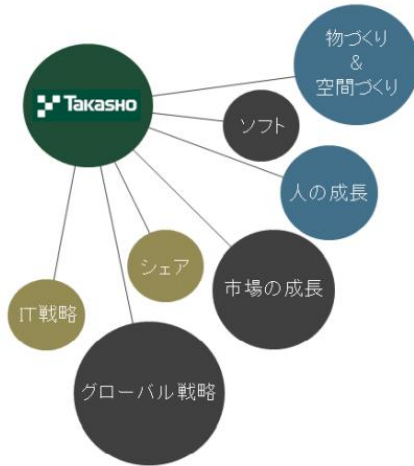 物づくり
&
空間づくり
TAKASHO
ソフト
人の成長
シェア
市場の成長
IT戦略
グローバル戦略